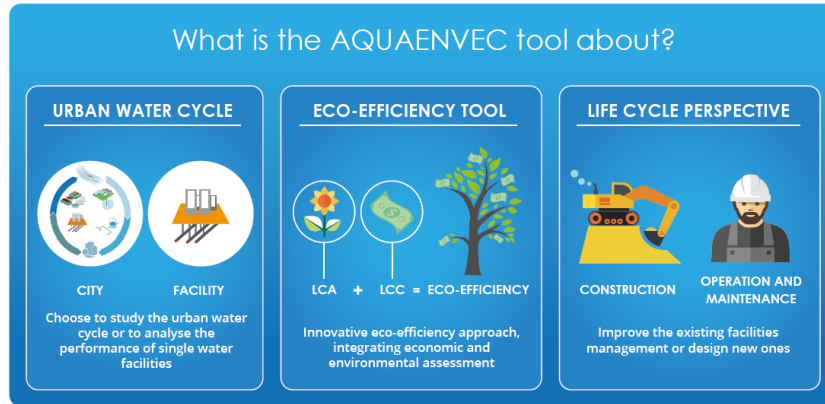 What is the AQUAENVEC tool about?
URBAN WATER CYCLE
CITY
FACILITY
Choose to study the urban water
cycle or to analyse the
performance of single water
facilities
ECO-EFFICIENCY TOOL
LCA + LCC = ECO-EFFICIENCY
Innovative eco-efficiency approach,
integrating economic and
environmental assessment
LIFE CYCLE PERSPECTIVE
CONSTRUCTION
OPERATION AND
MAINTENANCE
Improve the existing facilities
management or design new ones